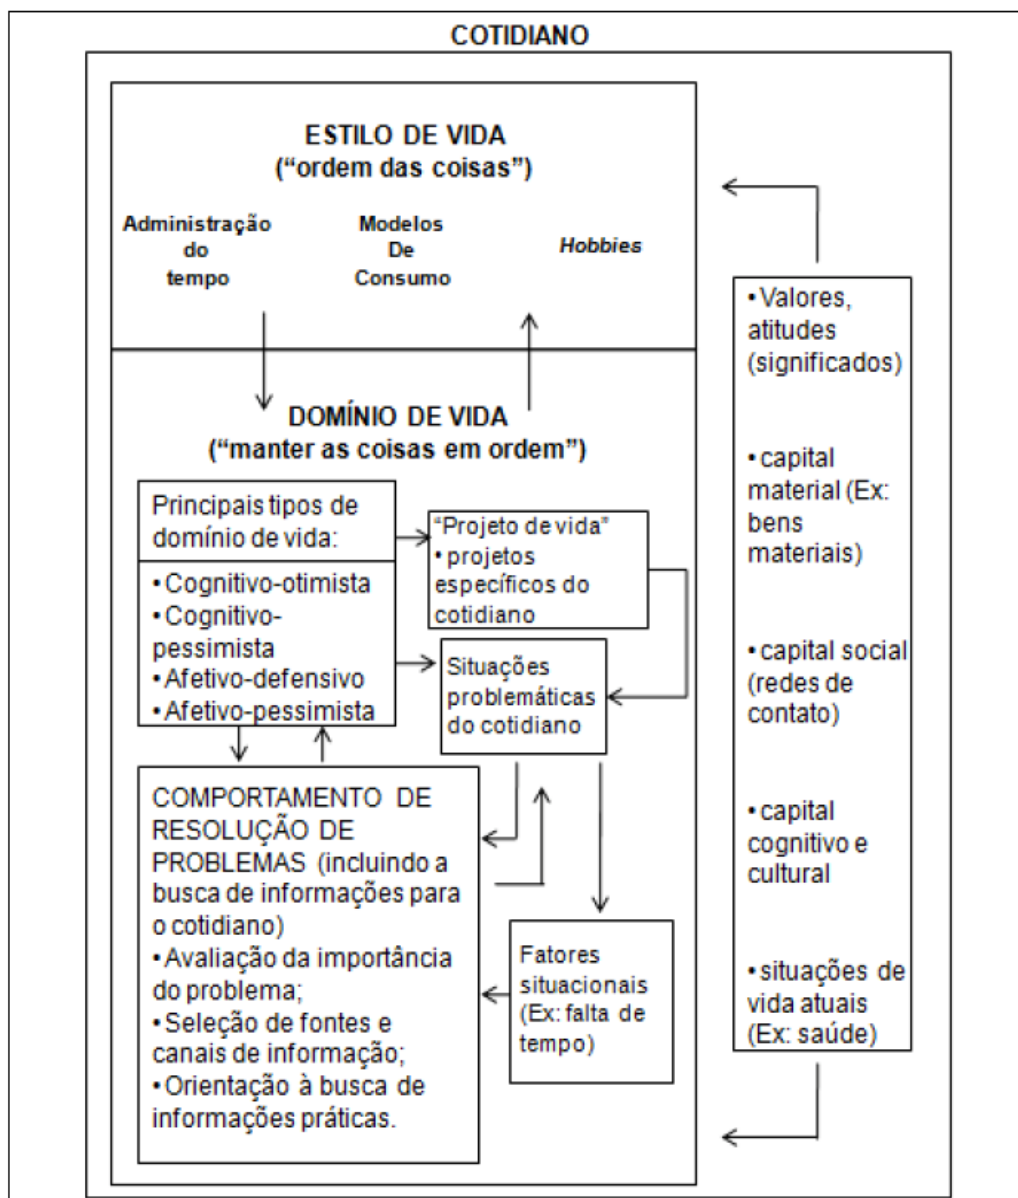 COTIDIANO
ESTILO DE VIDA
(“ordem das coisas”)
Administração
do
tempo
Modelos
De
Consumo
Hobbies
DOMÍNIO DE VIDA
(“manter as coisas em ordem”)
Principais tipos de
domínio de vida:
• Cognitivo-otimista
• Cognitivo-
pessimista
• Afetivo-defensivo
• Afetivo-pessimista
“Projeto de vida”
• projetos
específicos do
cotidiano
Situações
problemáticas
do cotidiano
COMPORTAMENTO DE
RESOLUÇÃO DE
PROBLEMAS (incluindo a
busca de informações para
o cotidiano)
• Avaliação da importância
do problema;
• Seleção de fontes e
canais de informação;
• Orientação à busca de
informações práticas.
Fatores
situacionais
(Ex: falta de
tempo)
• Valores,
atitudes
(significados)
• capital
material (Ex:
bens
materiais)
• capital social
(redes de
contato)
• capital
cognitivo e
cultural
• situações de
vida atuais
(Ex: saúde)